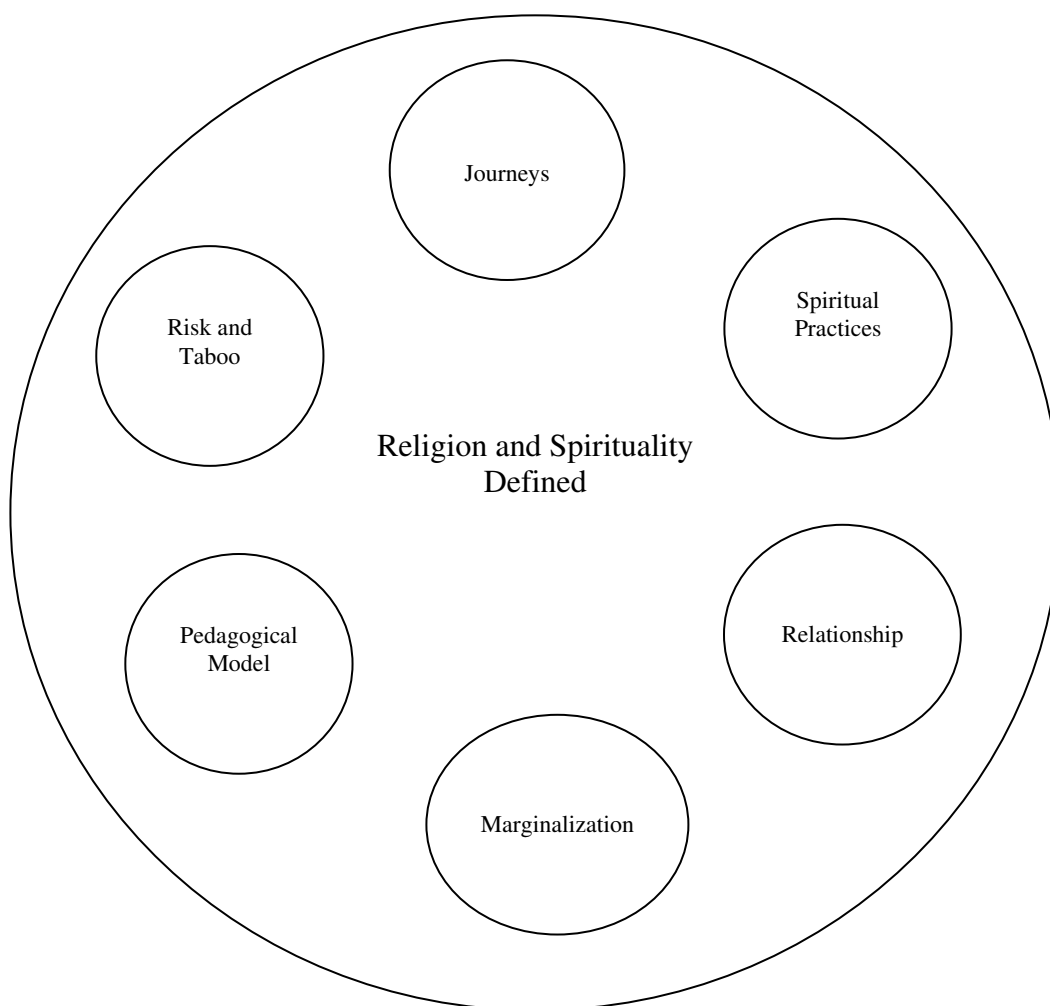 Journeys
Spiritual
Practices
Risk and
Taboo
Religion and Spirituality
Defined
Pedagogical
Model
Relationship
Marginalization